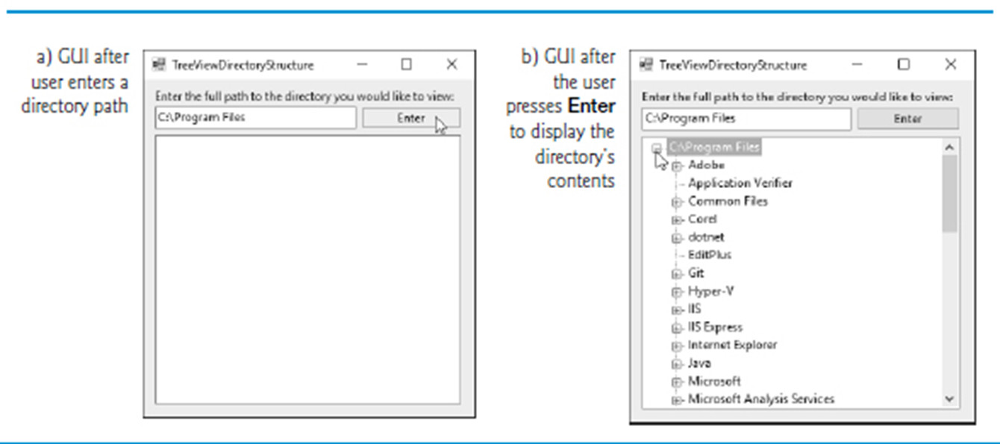 a) GUI after
user enters a
directory path
TreeViewDirectoryStructure
Enter the full path to the directory you would like to view:
C:\Program Files
Enter
b) GUI after
the user
presses Enter
to display the
directory's
contents
TreeViewDirectoryStructure
Enter the full path to the directory you would like to view:
C:\Program Files
Enter
C:\Program Files
Adobe
Application Verifier
Common Files
Corel
dotnet
EditPlus
Git
Hyper-V
IIS
IIS Express
Internet Explorer
Java
Microsoft
Microsoft Analysis Services